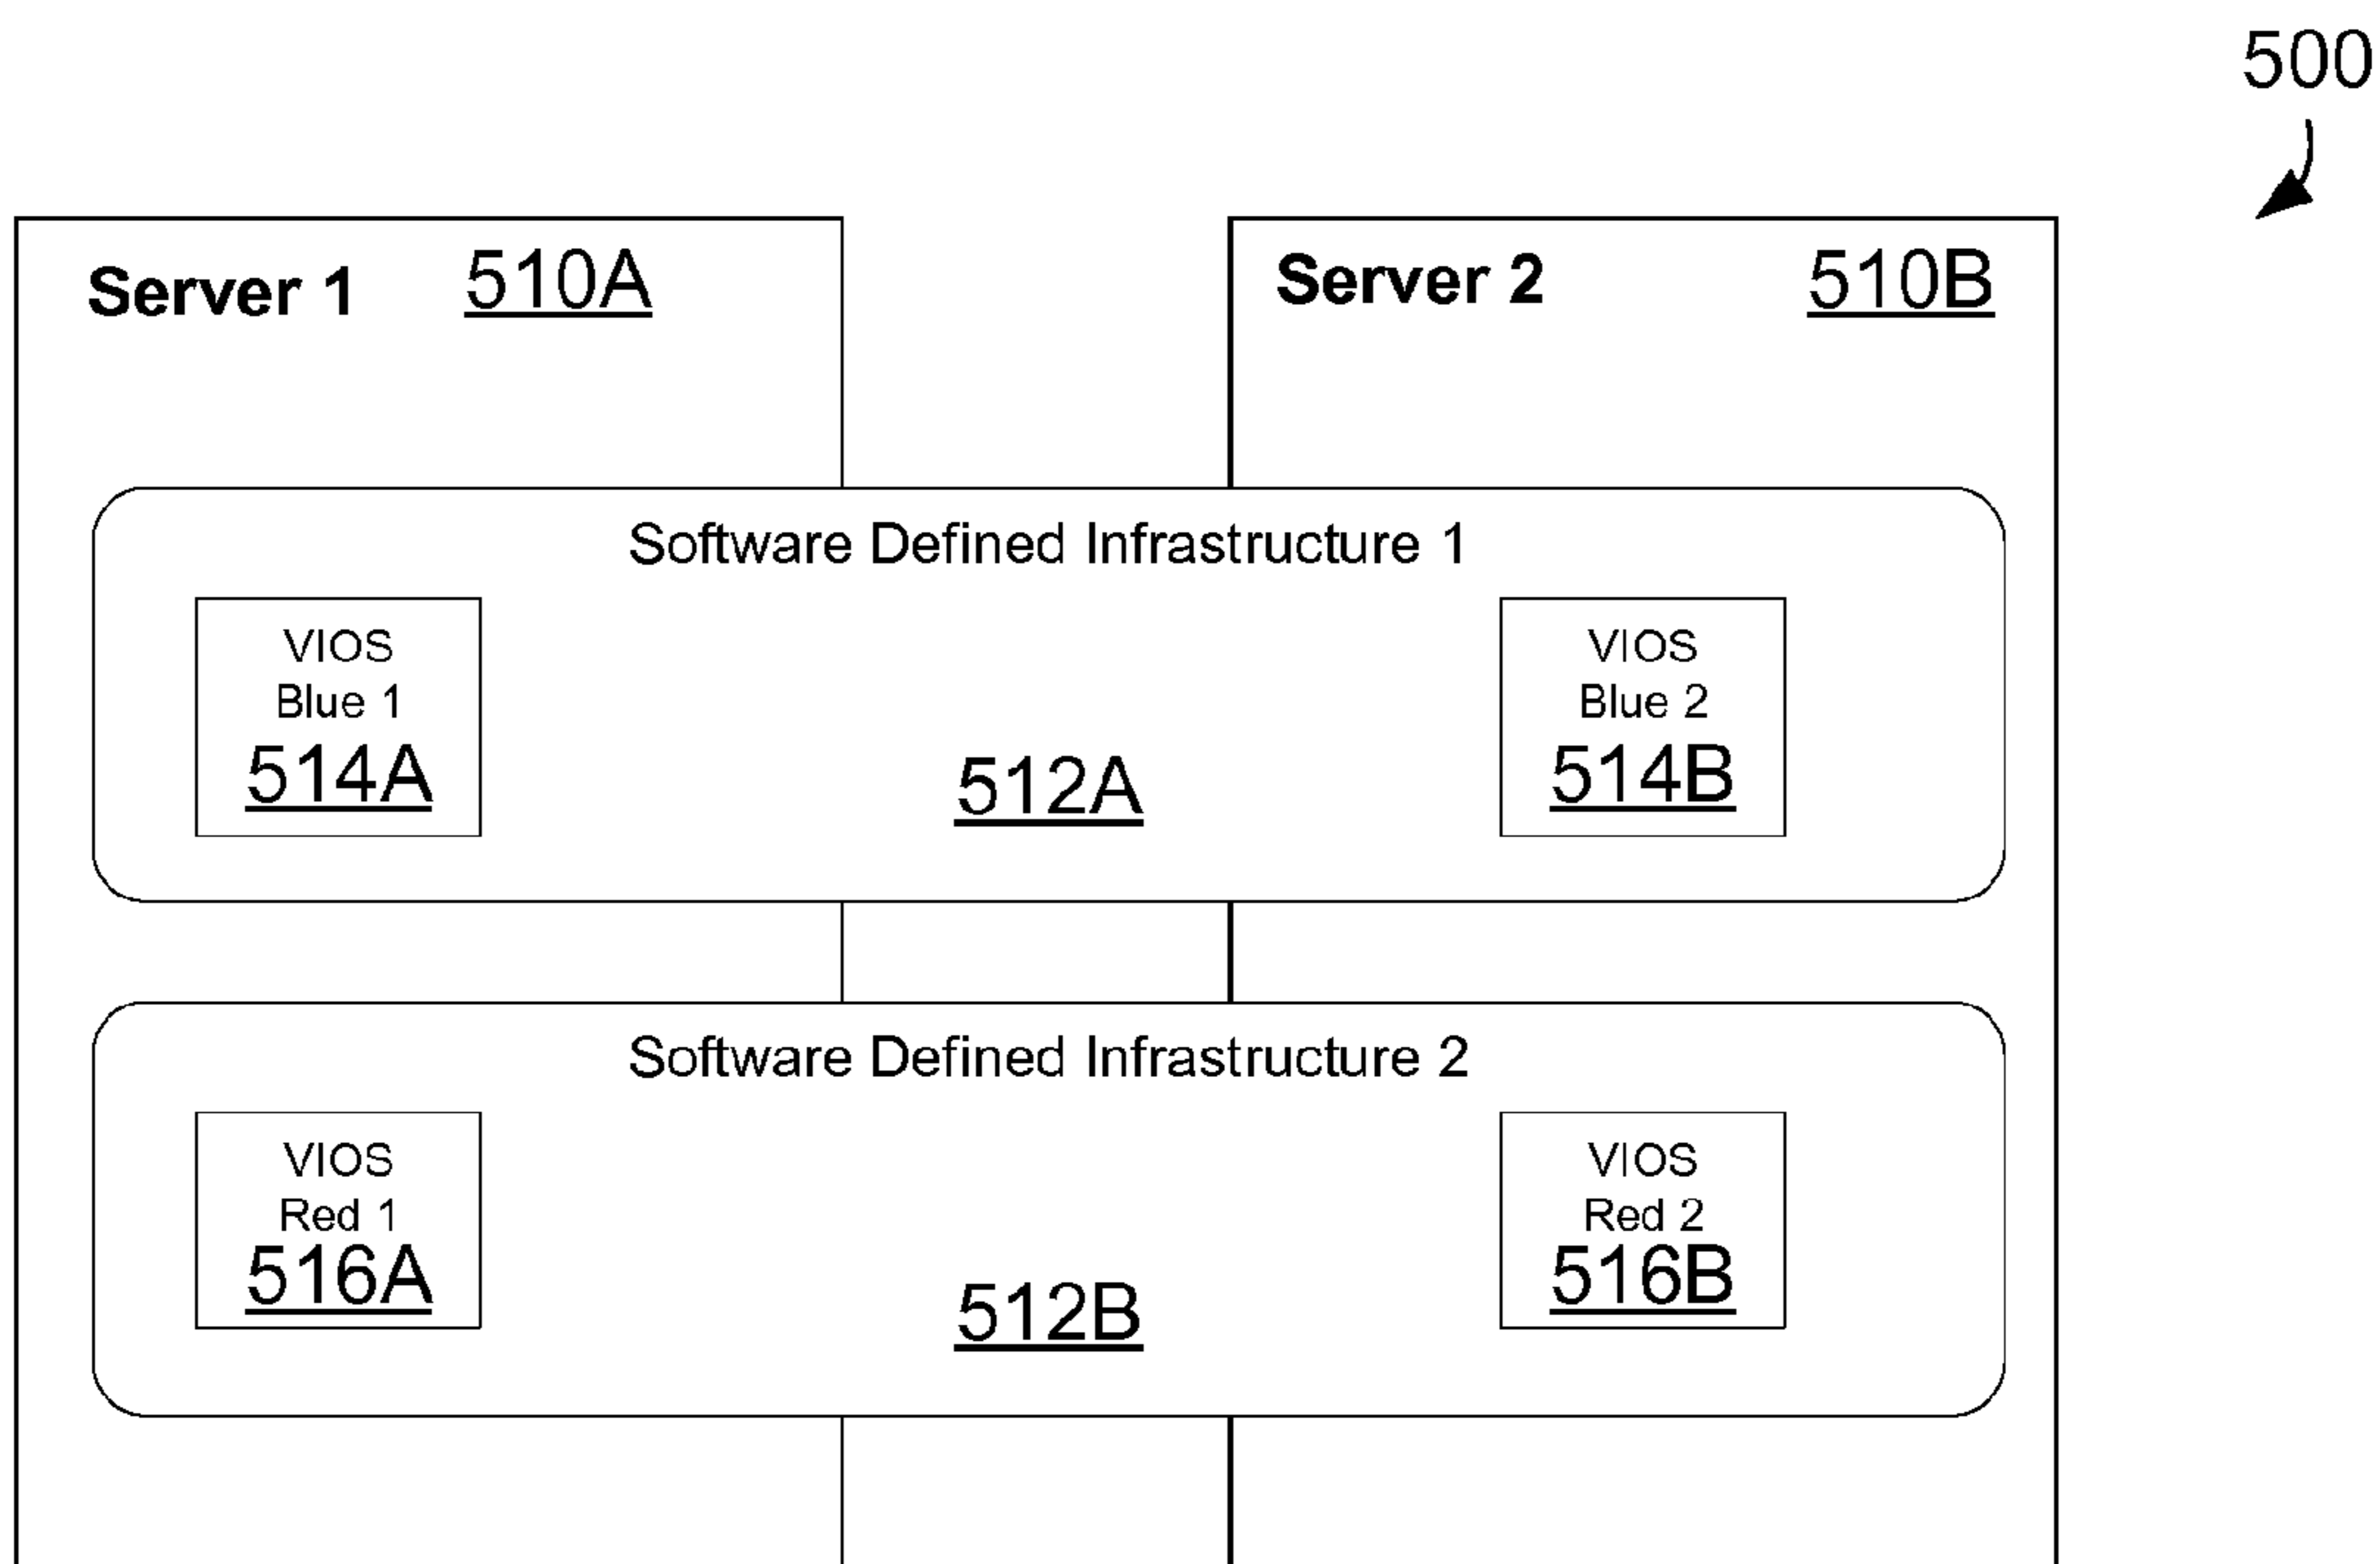 500
Server 1 510A
Server 2 510B
Software Defined Infrastructure 1
VIOS
Blue 1
514A
512A
VIOS
Blue 2
514B
Software Defined Infrastructure 2
VIOS
Red 1
516A
512B
VIOS
Red 2
516B